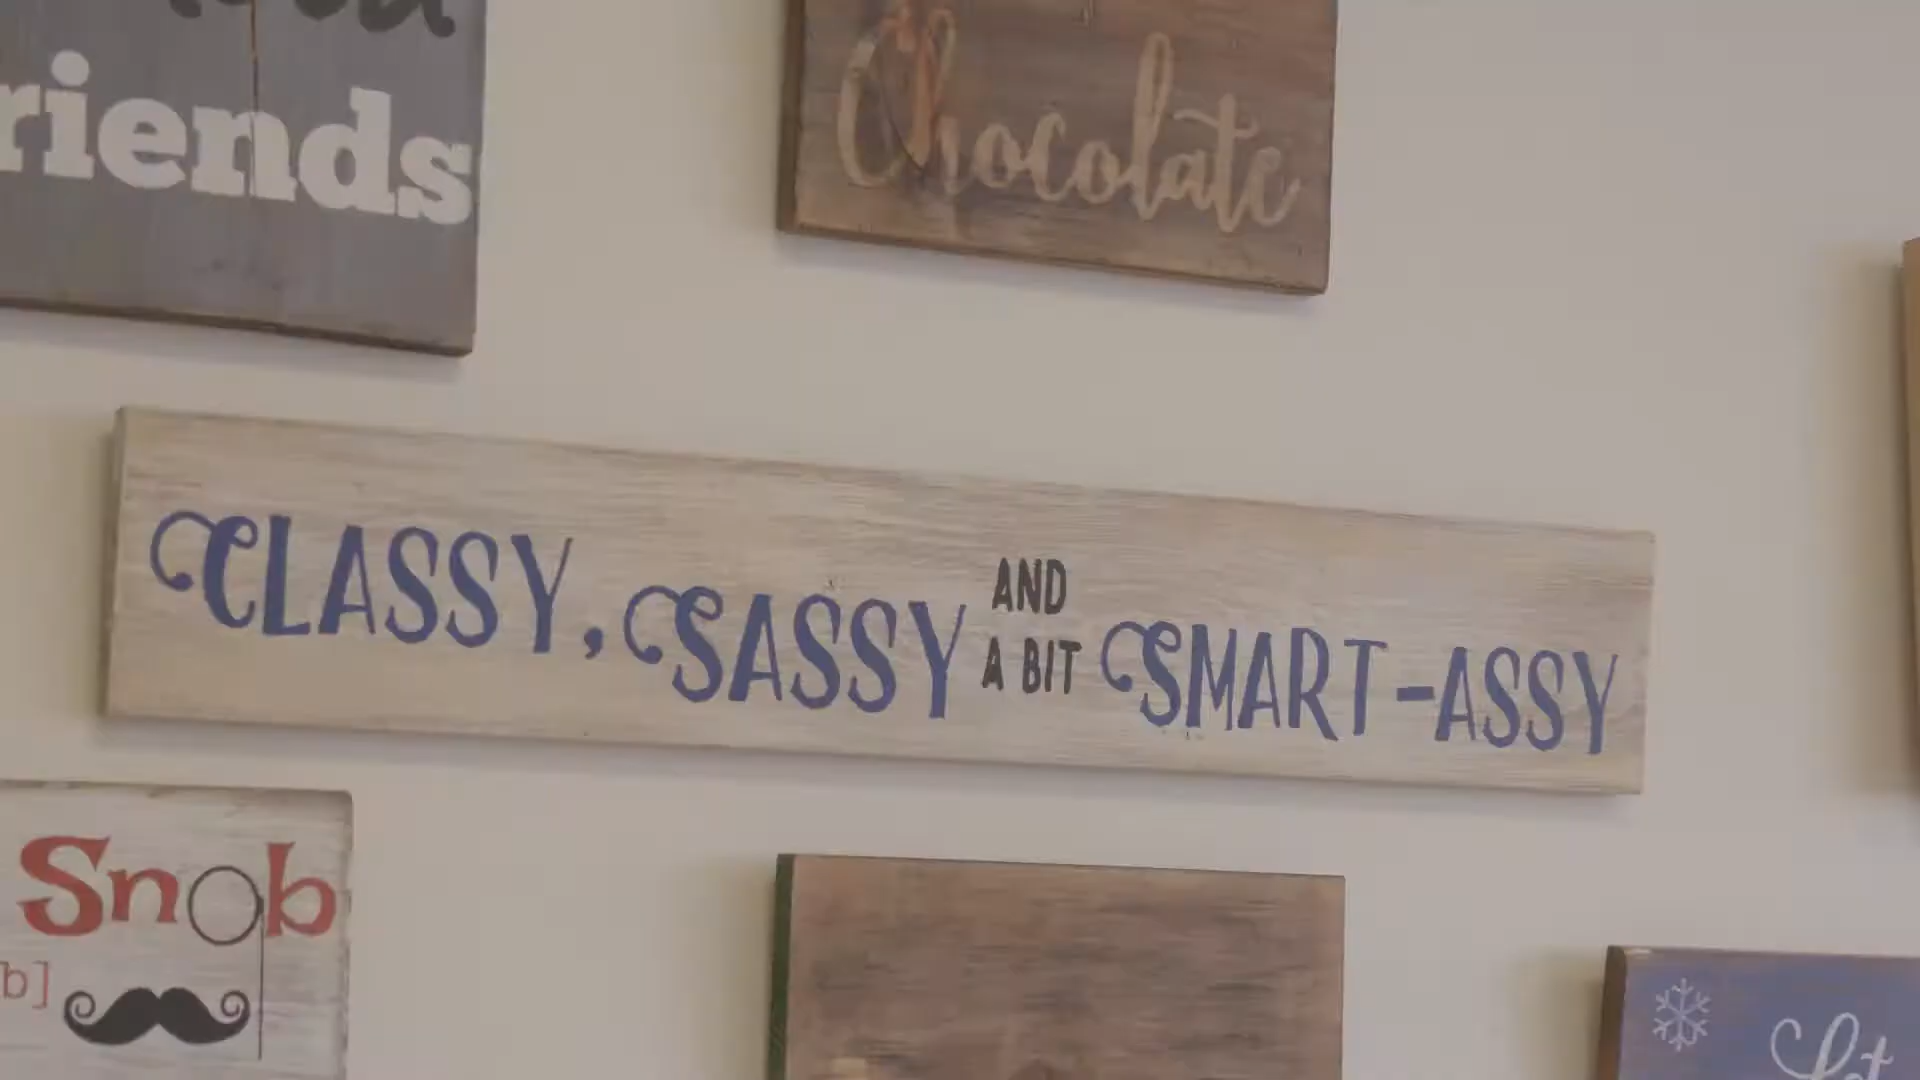 riends
Chocolate
CLASSY, SASSY AND A BIT SMART-ASSY
Snob
b]